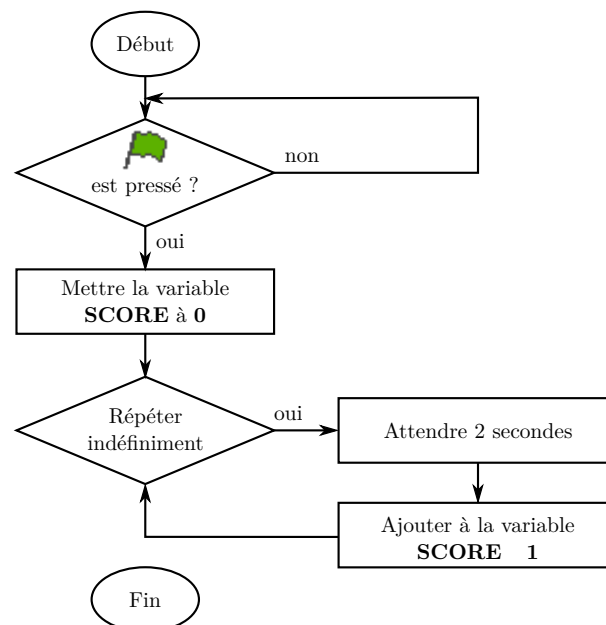 Début
est pressé ?
non
oui
Mettre la variable
SCORE à 0
Répéter
indéfiniment
oui
Attendre 2 secondes
Ajouter à la variable
SCORE 1
Fin